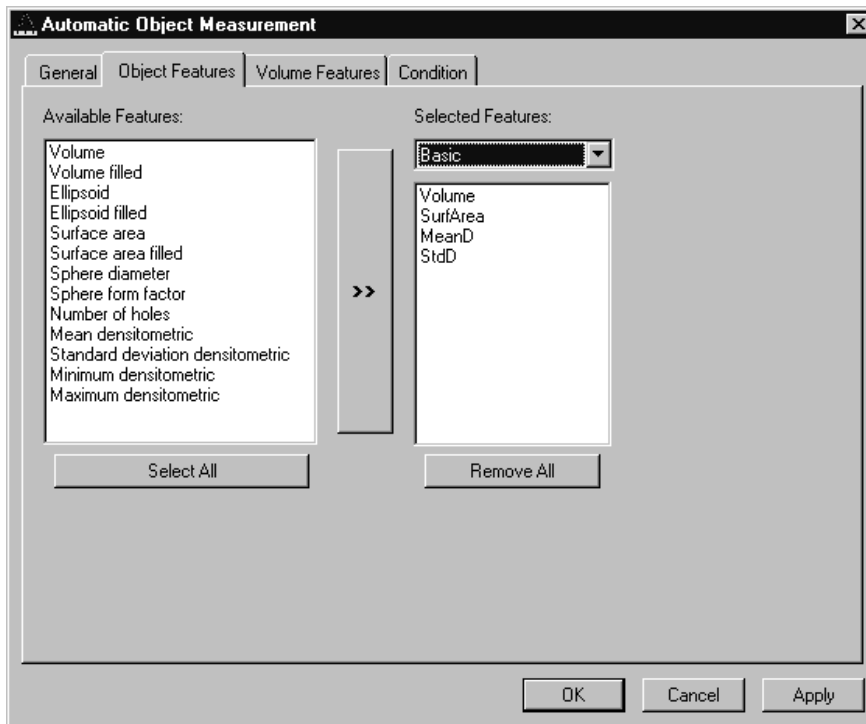 Automatic Object Measurement
General
Object Features
Volume Features
Condition
Available Features:
Volume
Volume filled
Ellipsoid
Ellipsoid filled
Surface area
Surface area filled
Sphere diameter
Sphere form factor
Number of holes
Mean densitometric
Standard deviation densitometric
Minimum densitometric
Maximum densitometric
Select All
>>
Selected Features:
Basic
Volume
SurfArea
MeanD
StdD
Remove All
OK
Cancel
Apply